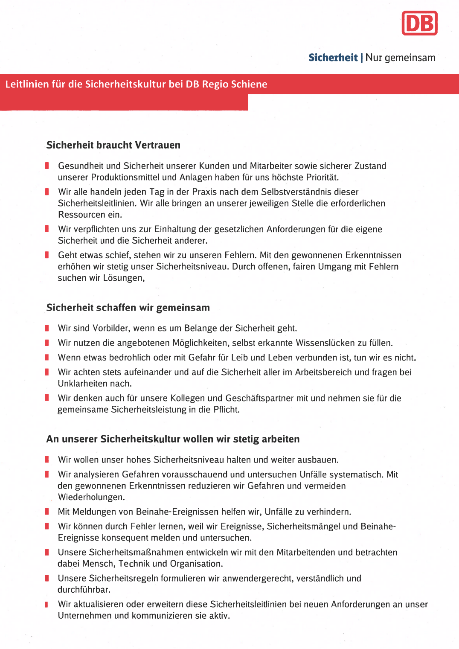 DB
Sicherheit | Nur gemeinsam
Leitlinien für die Sicherheitskultur bei DB Regio Schiene
Sicherheit braucht Vertrauen
Gesundheit und Sicherheit unserer Kunden und Mitarbeiter sowie sicherer Zustand
unserer Produktionsmittel und Anlagen haben für uns höchste Priorität.
Wir alle handeln jeden Tag in der Praxis nach dem Selbstverständnis dieser
Sicherheitsleitlinien. Wir alle bringen an unserer jeweiligen Stelle die erforderlichen
Ressourcen ein.
Wir verpflichten uns zur Einhaltung der gesetzlichen Anforderungen für die eigene
Sicherheit und die Sicherheit anderer.
Geht etwas schief, stehen wir zu unseren Fehlern. Mit den gewonnenen Erkenntnissen
erhöhen wir stetig unser Sicherheitsniveau. Durch offenen, fairen Umgang mit Fehlern
suchen wir Lösungen,
Sicherheit schaffen wir gemeinsam
Wir sind Vorbilder, wenn es um Belange der Sicherheit geht.
Wir nutzen die angebotenen Möglichkeiten, selbst erkannte Wissenslücken zu füllen.
Wenn etwas bedrohlich oder mit Gefahr für Leib und Leben verbunden ist, tun wir es nicht.
Wir achten stets aufeinander und auf die Sicherheit aller im Arbeitsbereich und fragen bei
Unklarheiten nach.
Wir denken auch für unsere Kollegen und Geschäftspartner mit und nehmen sie für die
gemeinsame Sicherheitsleistung in die Pflicht.
An unserer Sicherheitskultur wollen wir stetig arbeiten
Wir wollen unser hohes Sicherheitsniveau halten und weiter ausbauen.
Wir analysieren Gefahren vorausschauend und untersuchen Unfälle systematisch. Mit
den gewonnenen Erkenntnissen reduzieren wir Gefahren und vermeiden
Wiederholungen.
Mit Meldungen von Beinahe-Ereignissen helfen wir, Unfälle zu verhindern.
Wir können durch Fehler lernen, weil wir Ereignisse, Sicherheitsmängel und Beinahe-
Ereignisse konsequent melden und untersuchen.
Unsere Sicherheitsmaßnahmen entwickeln wir mit den Mitarbeitenden und betrachten
dabei Mensch, Technik und Organisation.
Unsere Sicherheitsregeln formulieren wir anwendergerecht, verständlich und
durchführbar.
Wir aktualisieren oder erweitern diese Sicherheitsleitlinien bei neuen Anforderungen an unser
Unternehmen und kommunizieren sie aktiv.